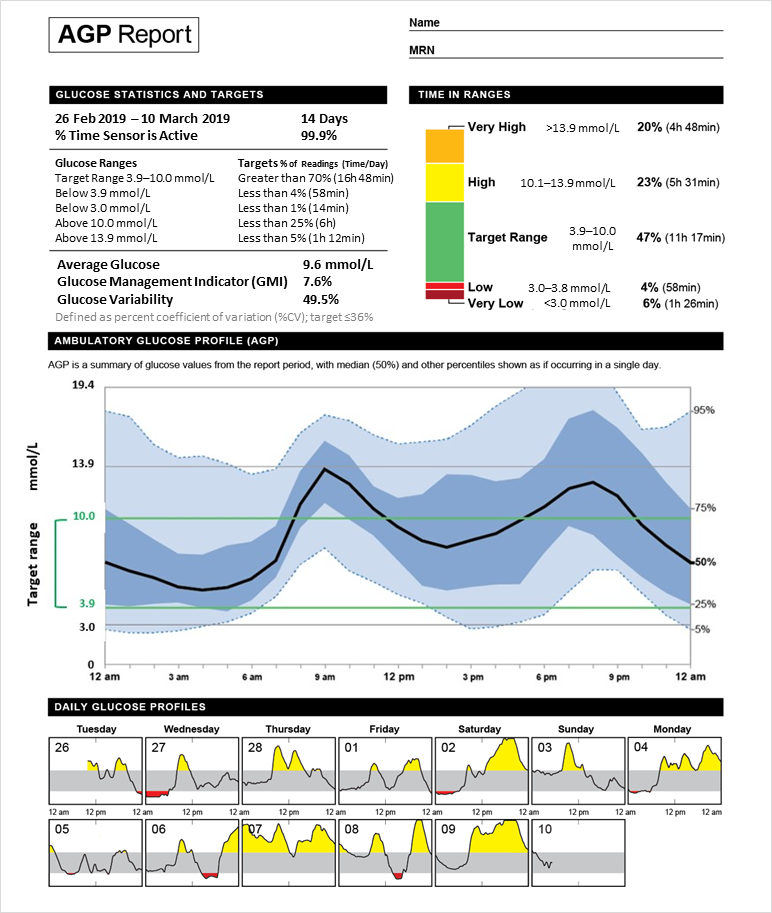 AGP Report
Name
MRN
GLUCOSE STATISTICS AND TARGETS
26 Feb 2019 – 10 March 2019 14 Days
% Time Sensor is Active 99.9%
Glucose Ranges Targets % of Readings (Time/Day)
Target Range 3.9–10.0 mmol/L Greater than 70% (16h 48min)
Below 3.9 mmol/L Less than 4% (58min)
Below 3.0 mmol/L Less than 1% (14min)
Above 10.0 mmol/L Less than 25% (6h)
Above 13.9 mmol/L Less than 5% (1h 12min)
Average Glucose 9.6 mmol/L
Glucose Management Indicator (GMI) 7.6%
Glucose Variability 49.5%
Defined as percent coefficient of variation (%CV); target ≤36%
TIME IN RANGES
Very High >13.9 mmol/L 20% (4h 48min)
High 10.1–13.9 mmol/L 23% (5h 31min)
Target Range 3.9–10.0 mmol/L 47% (11h 17min)
Low 3.0–3.8 mmol/L 4% (58min)
Very Low <3.0 mmol/L 6% (1h 26min)
AMBULATORY GLUCOSE PROFILE (AGP)
AGP is a summary of glucose values from the report period, with median (50%) and other percentiles shown as if occurring in a single day.
19.4
95%
mmol/L
13.9
75%
10.0
Target range
50%
3.9
25%
3.0
5%
0
12 am 3 am 6 am 9 am 12 pm 3 pm 6 pm 9 pm 12 am
DAILY GLUCOSE PROFILES
Tuesday Wednesday Thursday Friday Saturday Sunday Monday
26 27 28 01 02 03 04
12 am 12 pm 12 am 12 pm 12 am 12 pm 12 am 12 pm 12 am 12 pm 12 am 12 pm 12 am 12 pm 12 am
05 06 07 08 09 10